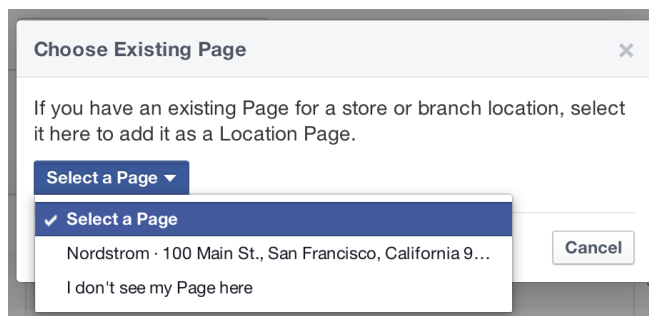 Choose Existing Page
If you have an existing Page for a store or branch location, select
it here to add it as a Location Page.
Select a Page
Select a Page
Nordstrom · 100 Main St., San Francisco, California 9...
Cancel
I don't see my Page here